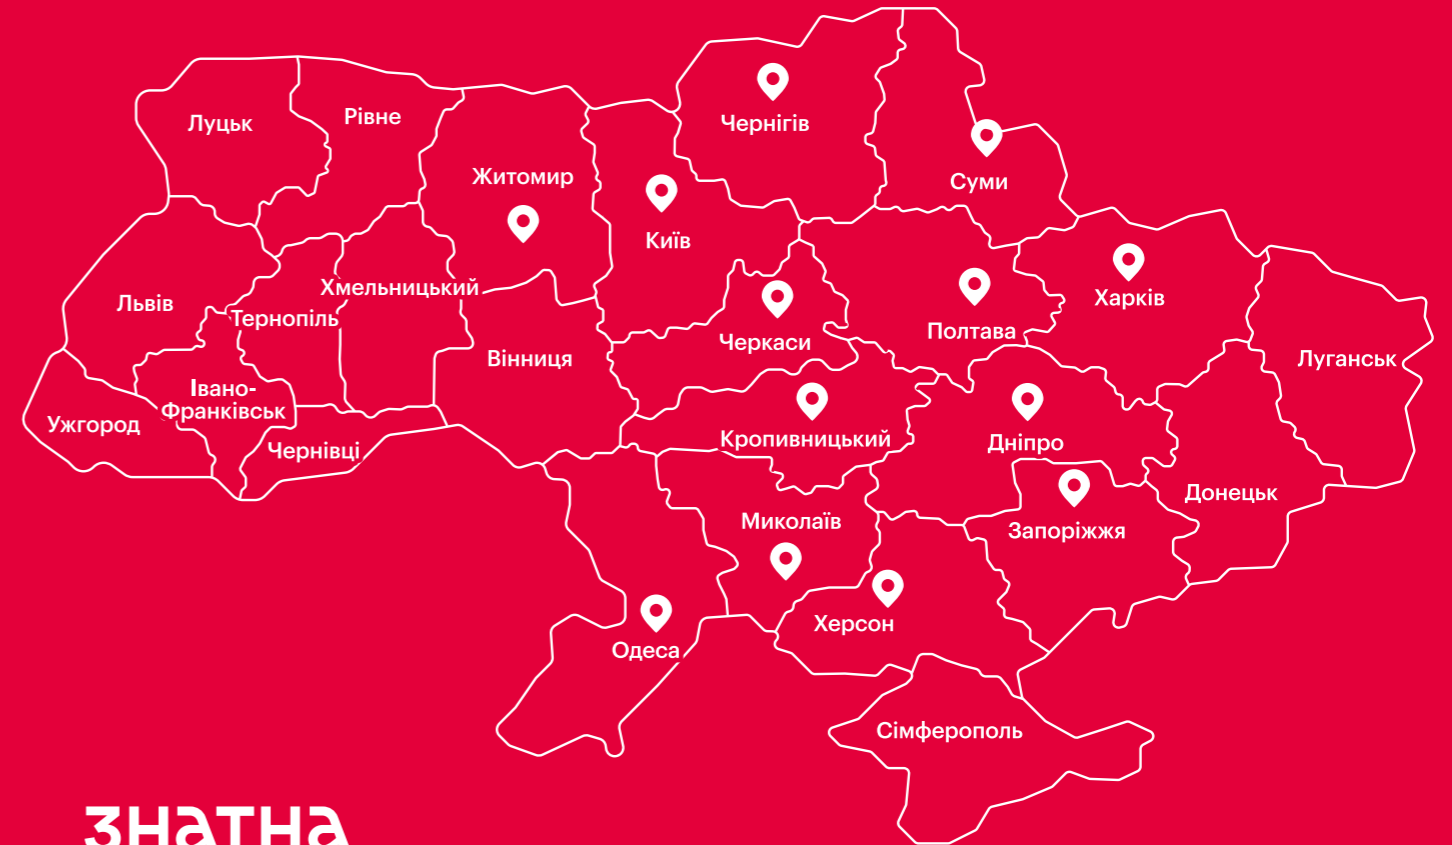 Луцьк
Рівне
Чернігів
Житомир
Суми
Київ
Львів
Хмельницький
Тернопіль
Харків
Черкаси
Полтава
Вінниця
Луганськ
Івано-
Франківськ
Ужгород
Чернівці
Кропивницький
Дніпро
Донецьк
Миколаїв
Запоріжжя
Херсон
Одеса
Сімферополь
знатна